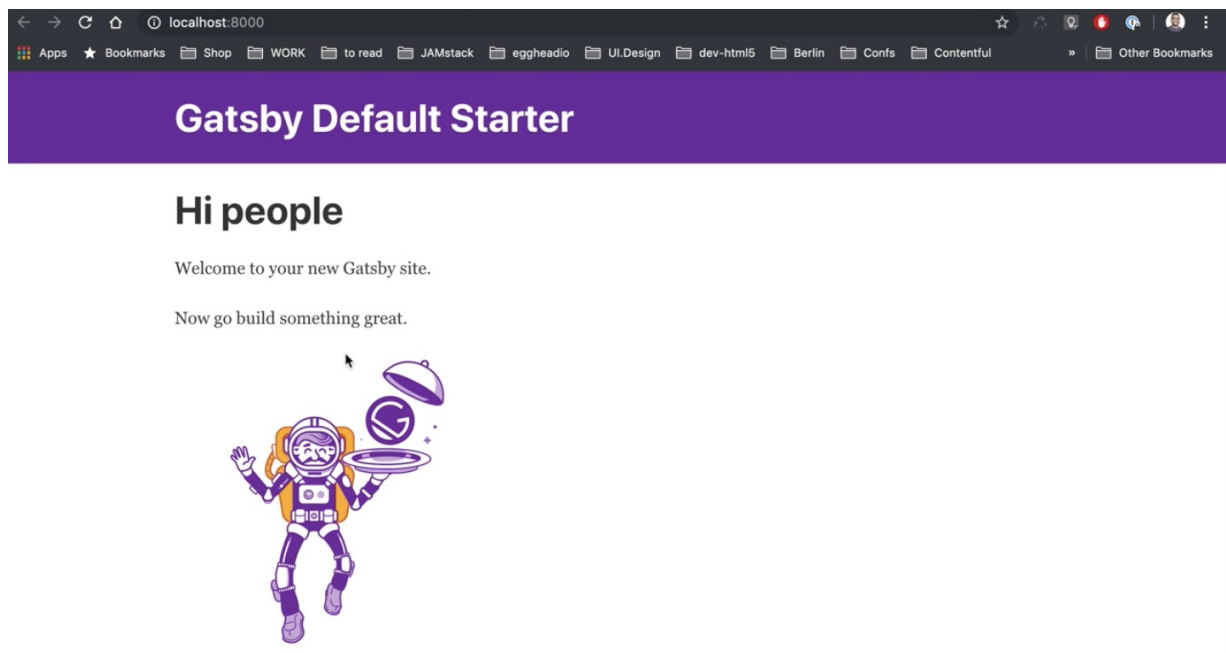 localhost:8000
Apps Bookmarks Shop WORK to read JAMstack eggheadio UI.Design dev-html5 Berlin Confs Contentful » Other Bookmarks
Gatsby Default Starter
Hi people
Welcome to your new Gatsby site.
Now go build something great.